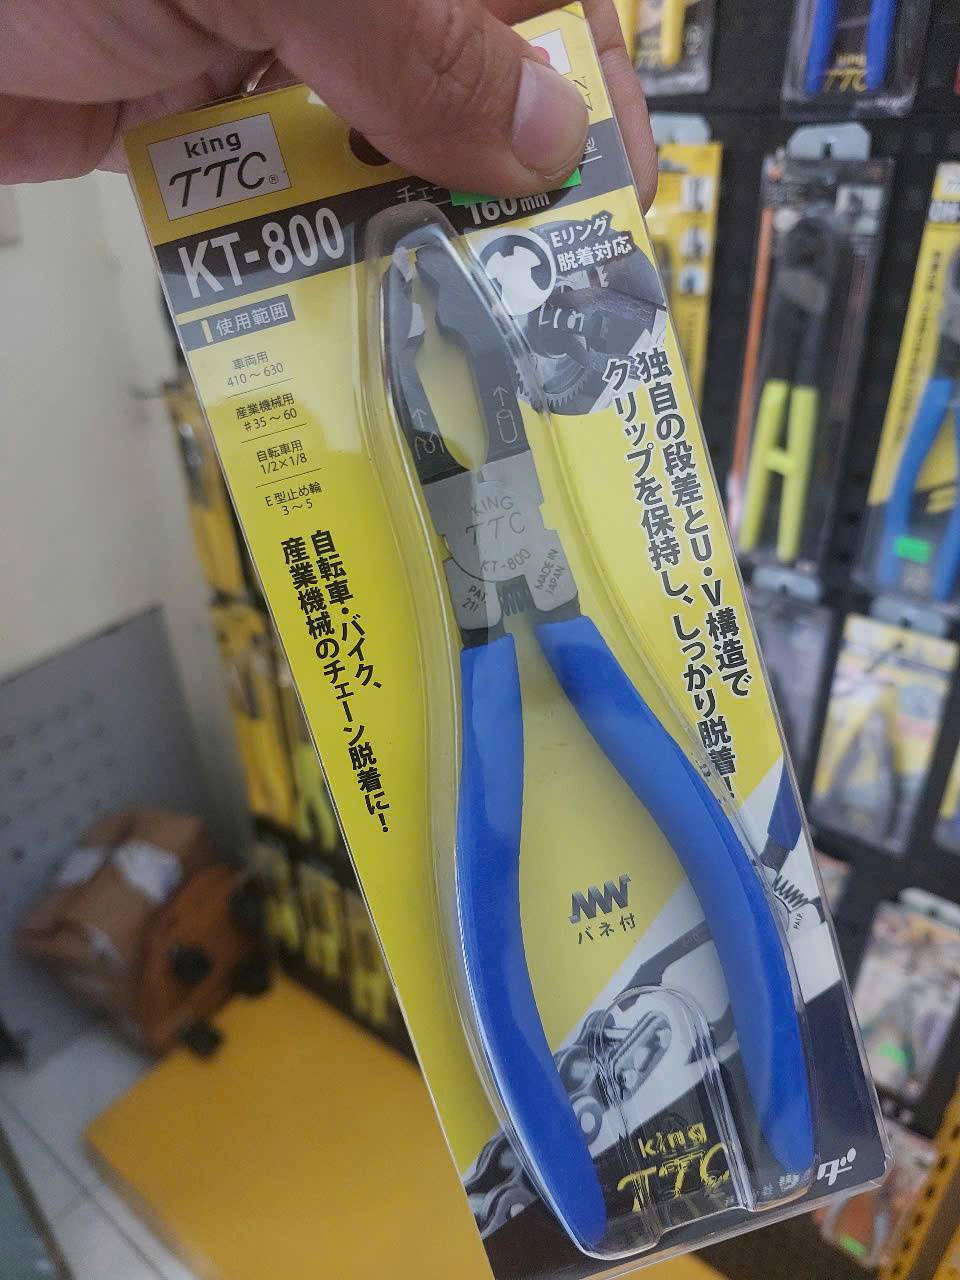 king
TTC®
KT-800
160mm
Eリング
脱着対応
使用範囲
車両用
410～630
産業機械用
#35～60
自転車用
1/2×1/8
E型止め輪
3～5
独自の段差とU・V構造で
クリップを保持し、しっかり脱着！
自転車・バイク、
産業機械のチェーン脱着に！
KING
TTC
KT-800
MADE IN
JAPAN
バネ付
king
TTC